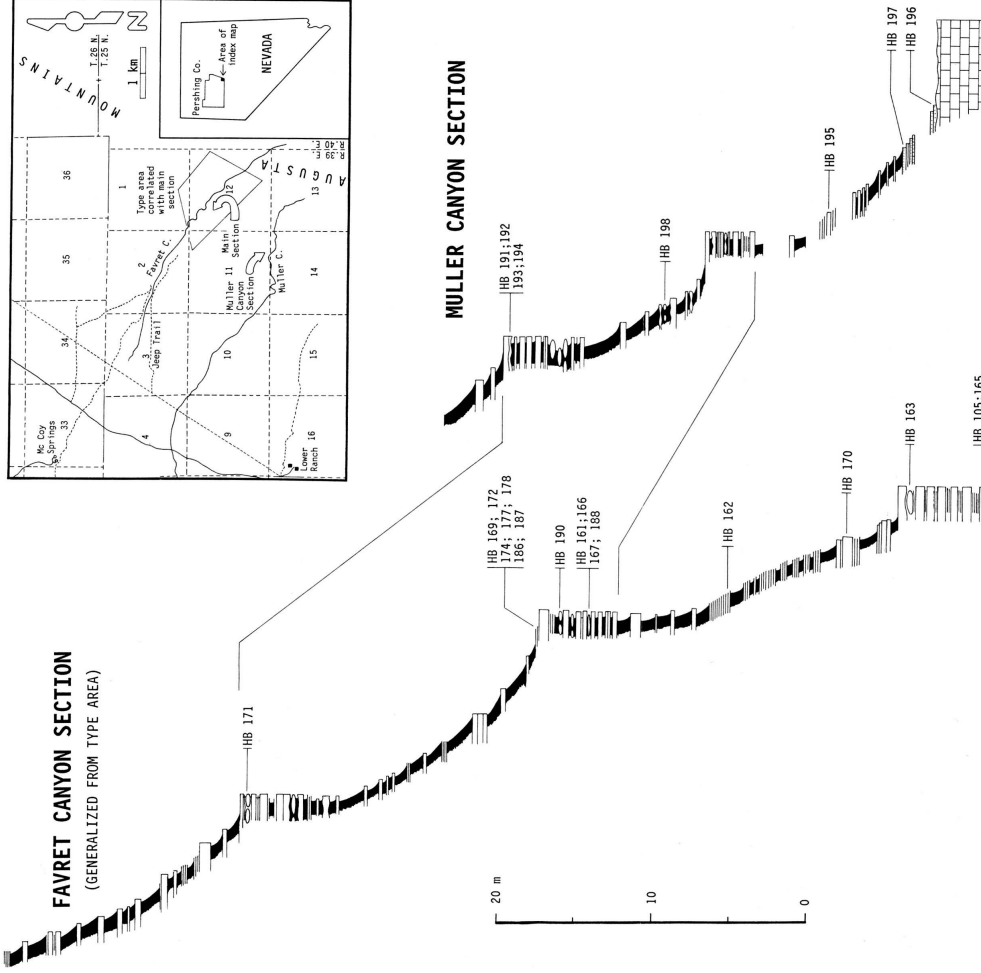 FAVRET CANYON SECTION
(GENERALIZED FROM TYPE AREA)
HB 171
HB 169; 172
174; 177; 178
186; 187
HB 190
HB 161;166
167; 188
HB 162
HB 170
HB 163
HB 105;165
20 m
10
0
MULLER CANYON SECTION
HB 191;192
193;194
HB 198
HB 195
HB 197
HB 196
Mc Coy
Springs
33
34
35
36
4
3
2
1
Jeep Trail
Favret C.
Type area
correlated
with main
section
9
10
Muller 11
Canyon
Section
Main
Section
12
Lower
Ranch
16
15
14
13
Muller C.
AUGUSTA
MOUNTAINS
R.39 E.
R.40 E.
T.26 N.
T.25 N.
1 km
N
Pershing Co.
Area of
index map
NEVADA